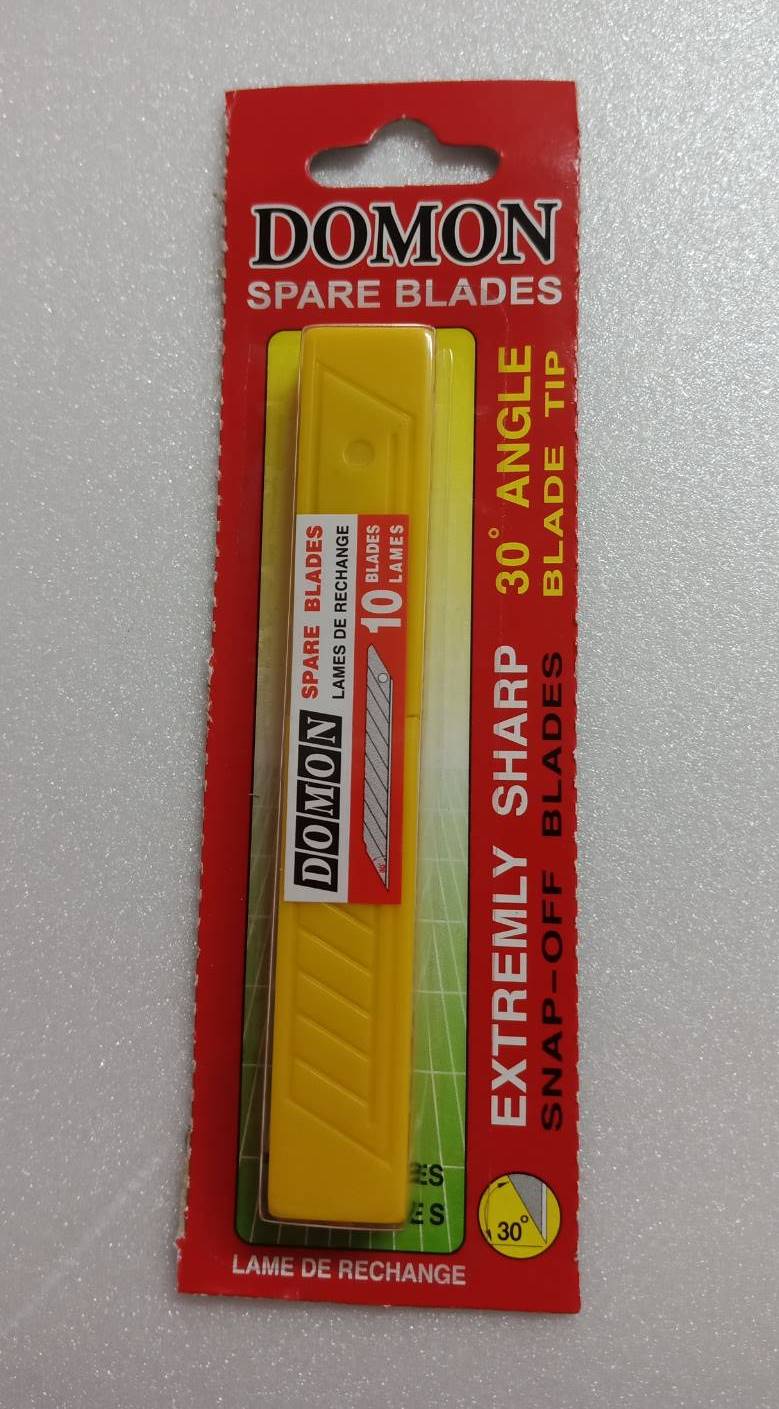 DOMON
SPARE BLADES
30° ANGLE
BLADE TIP
EXTREMLY SHARP
SNAP-OFF BLADES
DOMON
SPARE BLADES
LAMES DE RECHANGE
10
BLADES
LAMES
30°
LAME DE RECHANGE